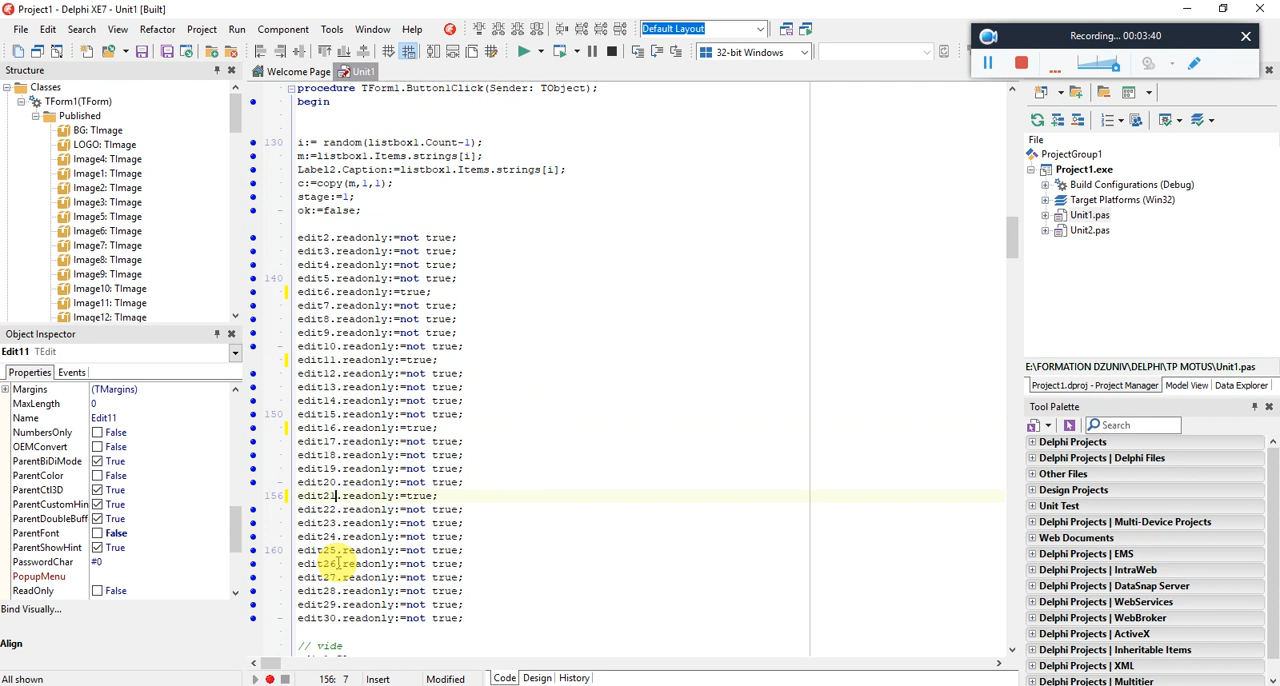 Project1 - Delphi XE7 - Unit1 [Built]
File Edit Search View Refactor Project Run Component Tools Window Help Default Layout
Recording... 00:03:40
32-bit Windows
Structure
Welcome Page Unit1
Classes
TForm1(TForm)
Published
BG: TImage
LOGO: TImage
Image4: TImage
Image1: TImage
Image2: TImage
Image3: TImage
Image5: TImage
Image6: TImage
Image7: TImage
Image8: TImage
Image9: TImage
Image10: TImage
Image11: TImage
Image12: TImage
Object Inspector
Edit11 TEdit
Properties Events
Margins (TMargins)
MaxLength 0
Name Edit11
NumbersOnly False
OEMConvert False
ParentBiDiMode True
ParentColor False
ParentCtl3D True
ParentCustomHin True
ParentDoubleBuff True
ParentFont False
ParentShowHint True
PasswordChar #0
PopupMenu
ReadOnly False
Bind Visually...
Align
All shown
procedure TForm1.Button1Click(Sender: TObject);
begin
130 i:= random(listbox1.Count-1);
m:=listbox1.Items.strings[i];
Label2.Caption:=listbox1.Items.strings[i];
c:=copy(m,1,1);
stage:=1;
ok:=false;
edit2.readonly:=not true;
edit3.readonly:=not true;
edit4.readonly:=not true;
140 edit5.readonly:=not true;
edit6.readonly:=true;
edit7.readonly:=not true;
edit8.readonly:=not true;
edit9.readonly:=not true;
edit10.readonly:=not true;
edit11.readonly:=true;
edit12.readonly:=not true;
edit13.readonly:=not true;
edit14.readonly:=not true;
150 edit15.readonly:=not true;
edit16.readonly:=true;
edit17.readonly:=not true;
edit18.readonly:=not true;
edit19.readonly:=not true;
edit20.readonly:=not true;
156 edit21.readonly:=true;
edit22.readonly:=not true;
edit23.readonly:=not true;
edit24.readonly:=not true;
160 edit25.readonly:=not true;
edit26.readonly:=not true;
edit27.readonly:=not true;
edit28.readonly:=not true;
edit29.readonly:=not true;
edit30.readonly:=not true;
// vide
156: 7 Insert Modified Code Design History
File
ProjectGroup1
Project1.exe
Build Configurations (Debug)
Target Platforms (Win32)
Unit1.pas
Unit2.pas
E:\FORMATION DZUNIV\DELPHI\TP MOTUS\Unit1.pas
Project1.dproj - Project Manager Model View Data Explorer
Tool Palette
Search
Delphi Projects
Delphi Projects | Delphi Files
Other Files
Design Projects
Unit Test
Delphi Projects | Multi-Device Projects
Web Documents
Delphi Projects | EMS
Delphi Projects | IntraWeb
Delphi Projects | DataSnap Server
Delphi Projects | WebServices
Delphi Projects | WebBroker
Delphi Projects | ActiveX
Delphi Projects | Inheritable Items
Delphi Projects | XML
Delphi Projects | Multitier